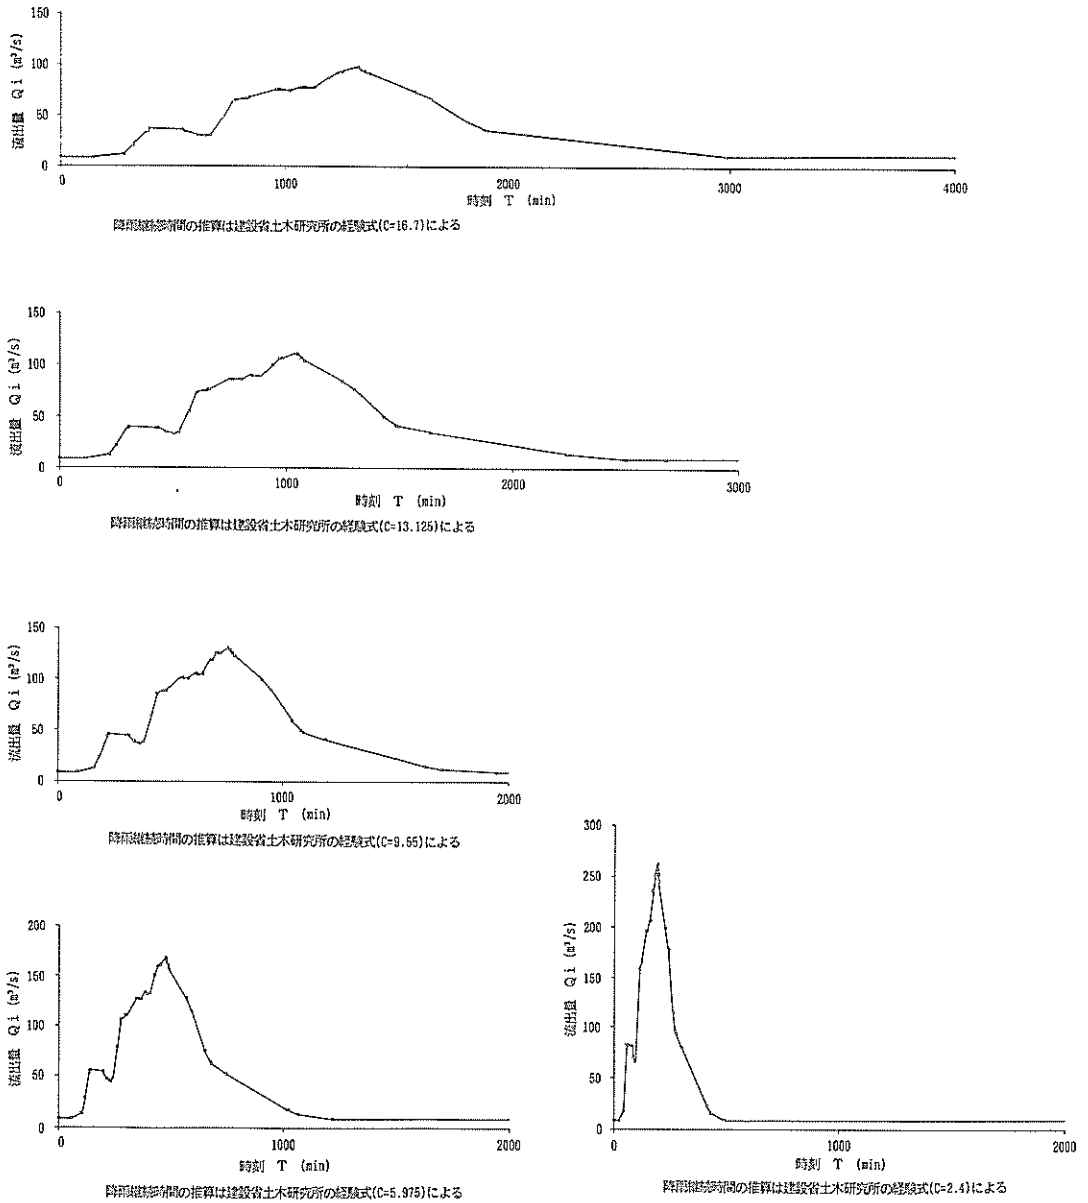 150
100
50
0
流出量 Qi (m³/s)
0 1000 2000 3000 4000
時刻 T (min)
降雨継続時間の推算は建設省土木研究所の経験式(C=16.7)による
150
100
50
0
流出量 Qi (m³/s)
0 1000 2000 3000
時刻 T (min)
降雨継続時間の推算は建設省土木研究所の経験式(C=13.125)による
150
100
50
0
流出量 Qi (m³/s)
0 1000 2000
時刻 T (min)
降雨継続時間の推算は建設省土木研究所の経験式(C=9.55)による
200
150
100
50
0
流出量 Qi (m³/s)
0 1000 2000
時刻 T (min)
降雨継続時間の推算は建設省土木研究所の経験式(C=5.975)による
300
250
200
150
100
50
0
流出量 Qi (m³/s)
0 1000 2000
時刻 T (min)
降雨継続時間の推算は建設省土木研究所の経験式(C=2.4)による